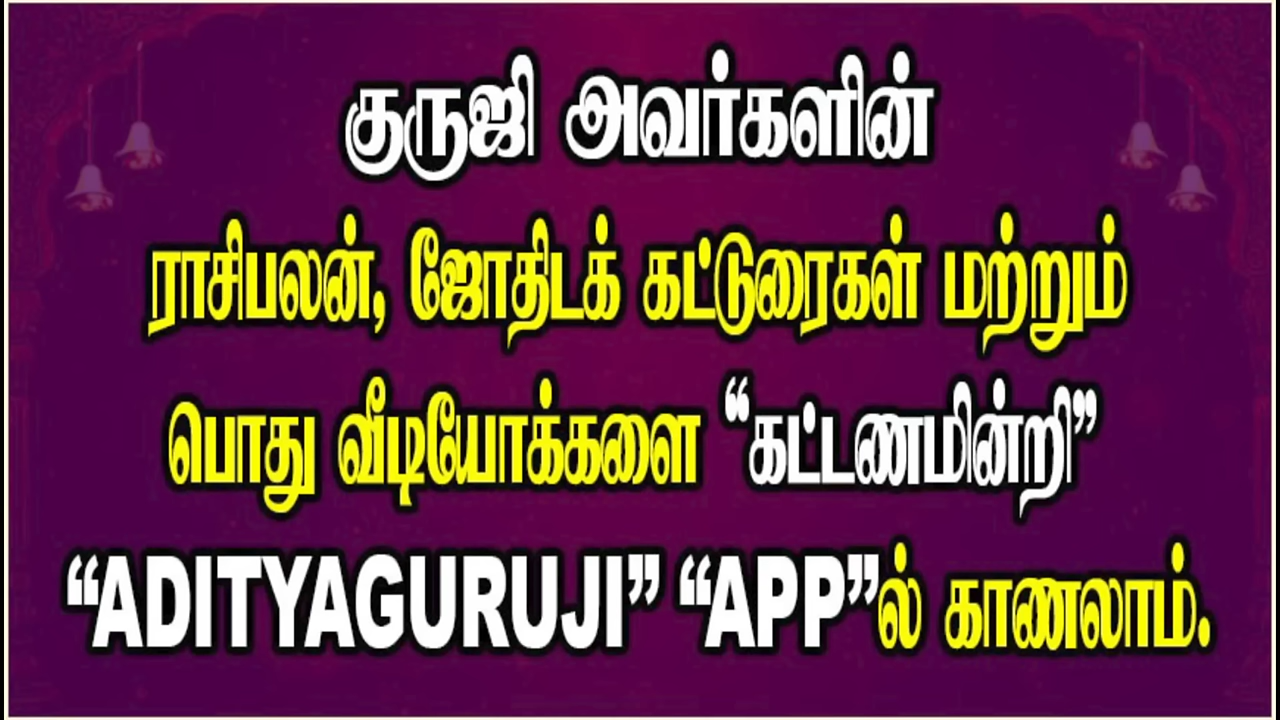 குருஜி அவர்களின்
ராசிபலன், ஜோதிடக் கட்டுரைகள் மற்றும்
பொது வீடியோக்களை “கட்டணமின்றி”
“ADITYAGURUJI” “APP”ல் காணலாம்.